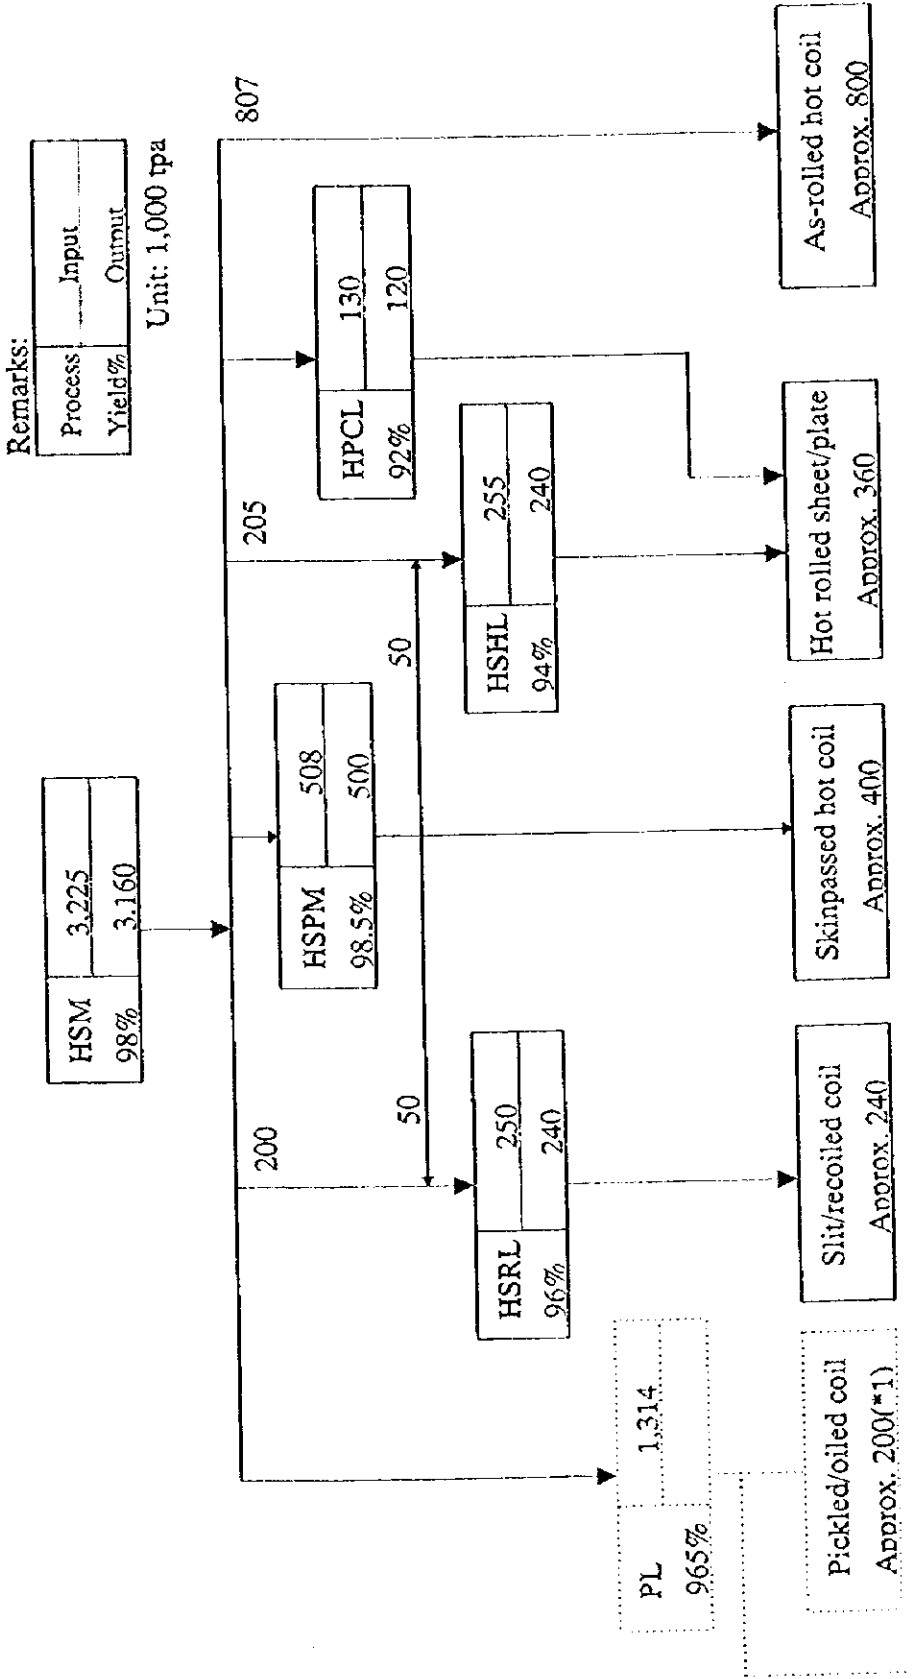 Remarks:
Process Input
Yield% Output
Unit: 1,000 tpa
HSM 3.225
98% 3.160
200
205
807
HSPM 508
98.5% 500
HPCL 130
92% 120
50
50
HSRL 250
96% 240
HSHL 255
94% 240
PL 1,314
965%
Pickled/oiled coil
Approx. 200(*1)
Slit/recoiled coil
Approx. 240
Skinpassed hot coil
Approx. 400
Hot rolled sheet/plate
Approx. 360
As-rolled hot coil
Approx. 800